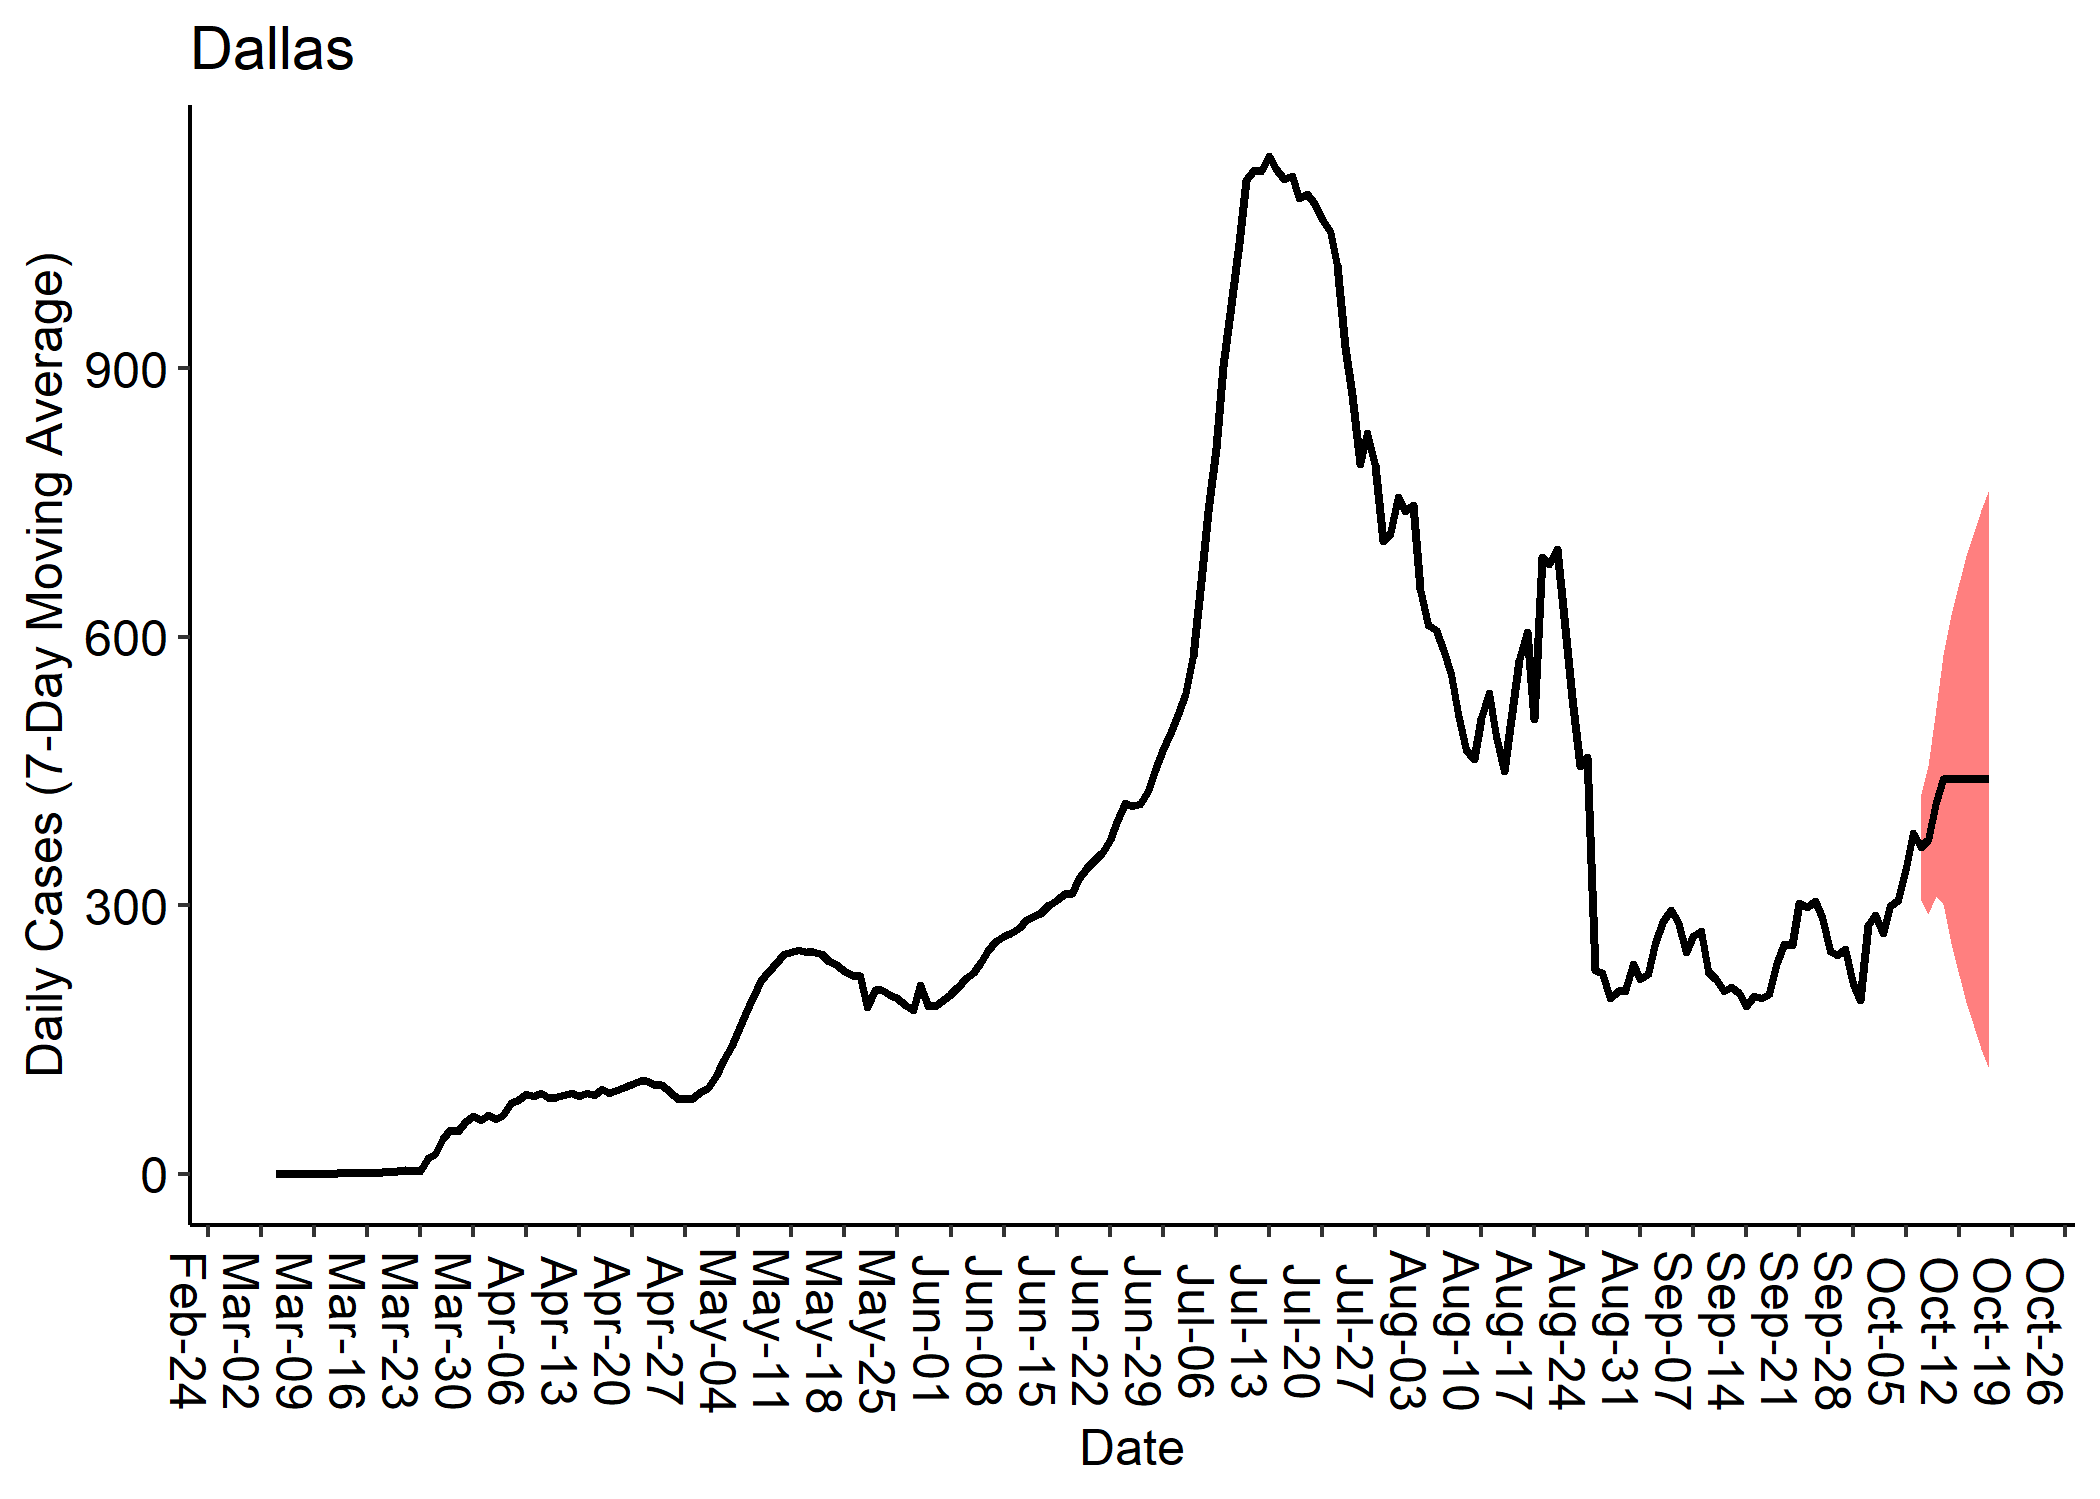 Dallas
Daily Cases (7-Day Moving Average)
900
600
300
0
Feb-24
Mar-02
Mar-09
Mar-16
Mar-23
Mar-30
Apr-06
Apr-13
Apr-20
Apr-27
May-04
May-11
May-18
May-25
Jun-01
Jun-08
Jun-15
Jun-22
Jun-29
Jul-06
Jul-13
Jul-20
Jul-27
Aug-03
Aug-10
Aug-17
Aug-24
Aug-31
Sep-07
Sep-14
Sep-21
Sep-28
Oct-05
Oct-12
Oct-19
Oct-26
Date